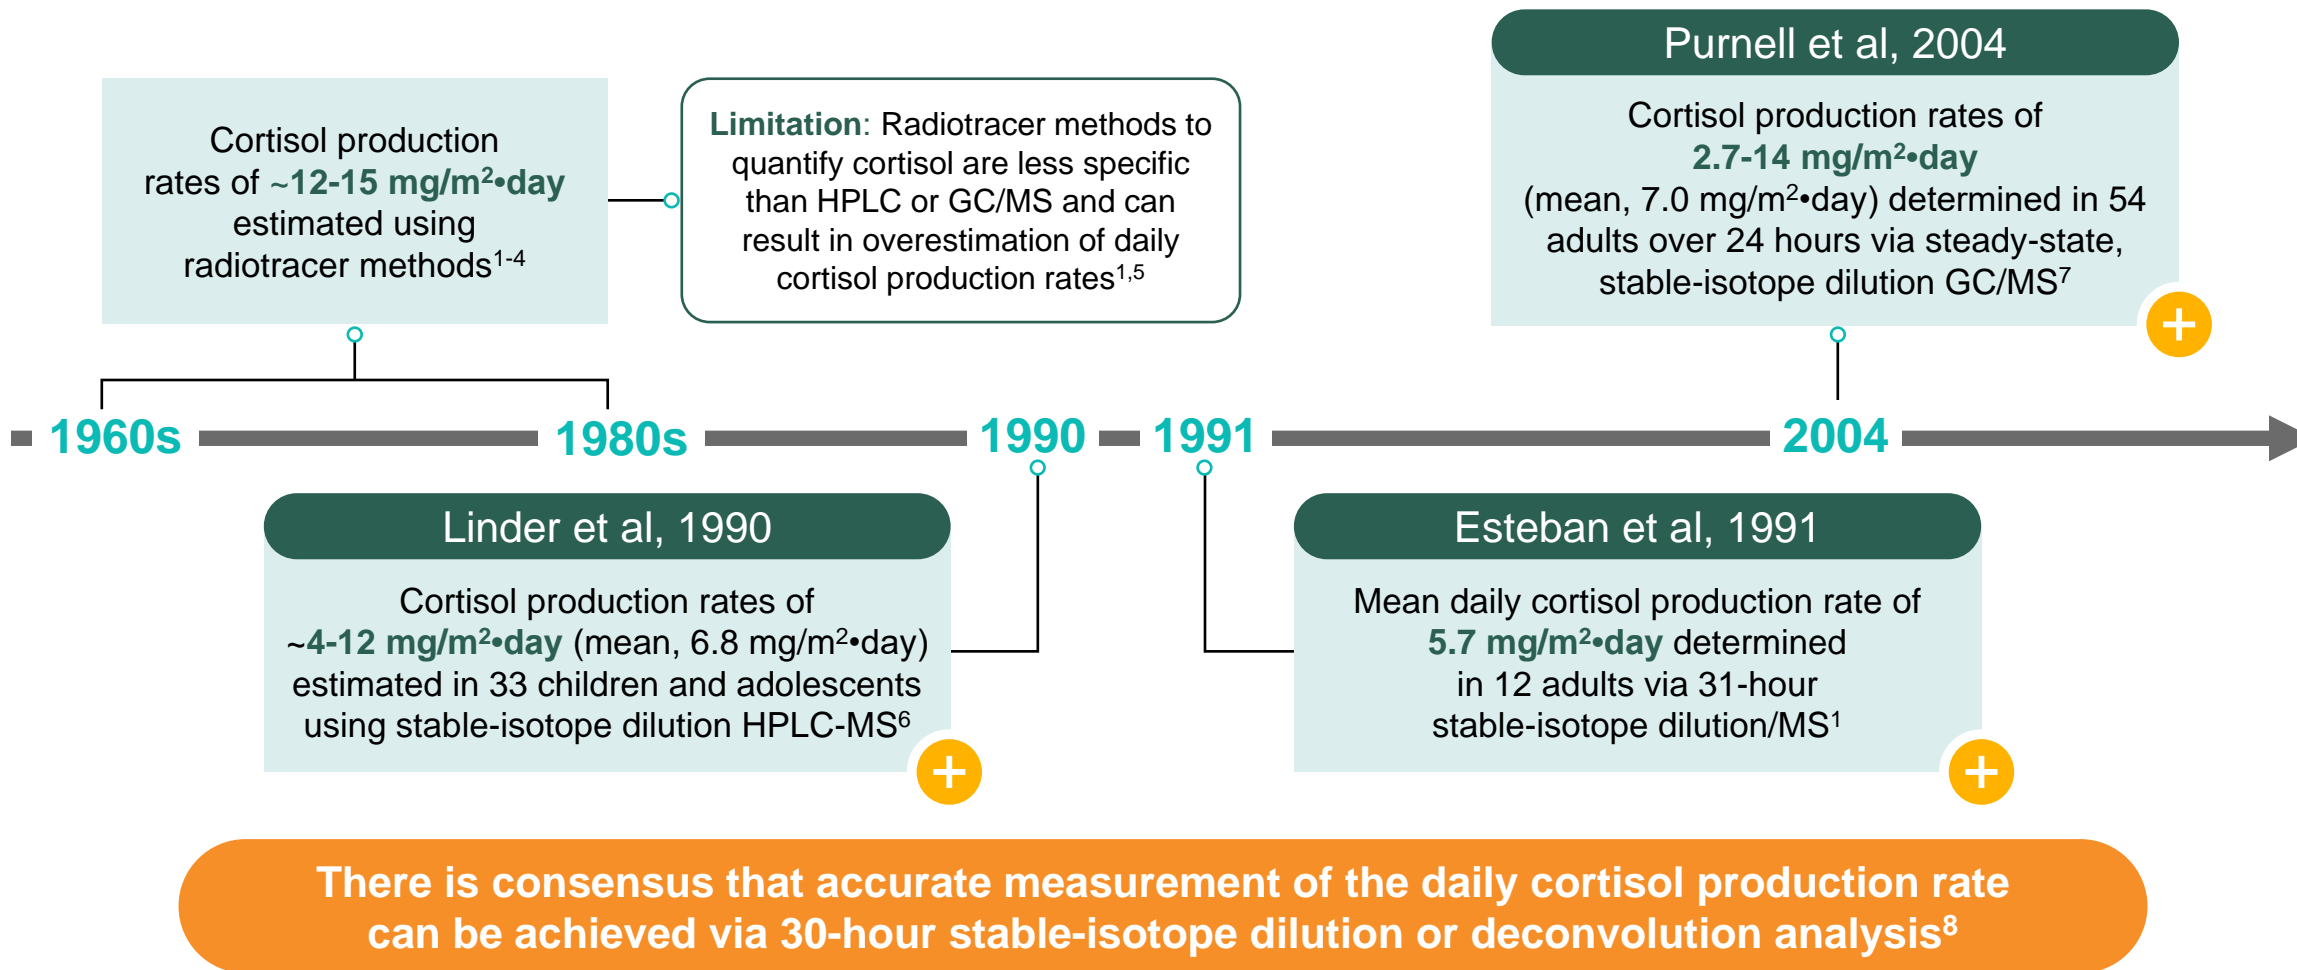 Cortisol production
rates of ~12-15 mg/m²•day
estimated using
radiotracer methods¹⁻⁴
Limitation: Radiotracer methods to
quantify cortisol are less specific
than HPLC or GC/MS and can
result in overestimation of daily
cortisol production rates¹,⁵
Purnell et al, 2004
Cortisol production rates of
2.7-14 mg/m²•day
(mean, 7.0 mg/m²•day) determined in 54
adults over 24 hours via steady-state,
stable-isotope dilution GC/MS⁷
+
1960s
1980s
1990
1991
2004
Linder et al, 1990
Cortisol production rates of
~4-12 mg/m²•day (mean, 6.8 mg/m²•day)
estimated in 33 children and adolescents
using stable-isotope dilution HPLC-MS⁶
+
Esteban et al, 1991
Mean daily cortisol production rate of
5.7 mg/m²•day determined
in 12 adults via 31-hour
stable-isotope dilution/MS¹
+
There is consensus that accurate measurement of the daily cortisol production rate
can be achieved via 30-hour stable-isotope dilution or deconvolution analysis⁸